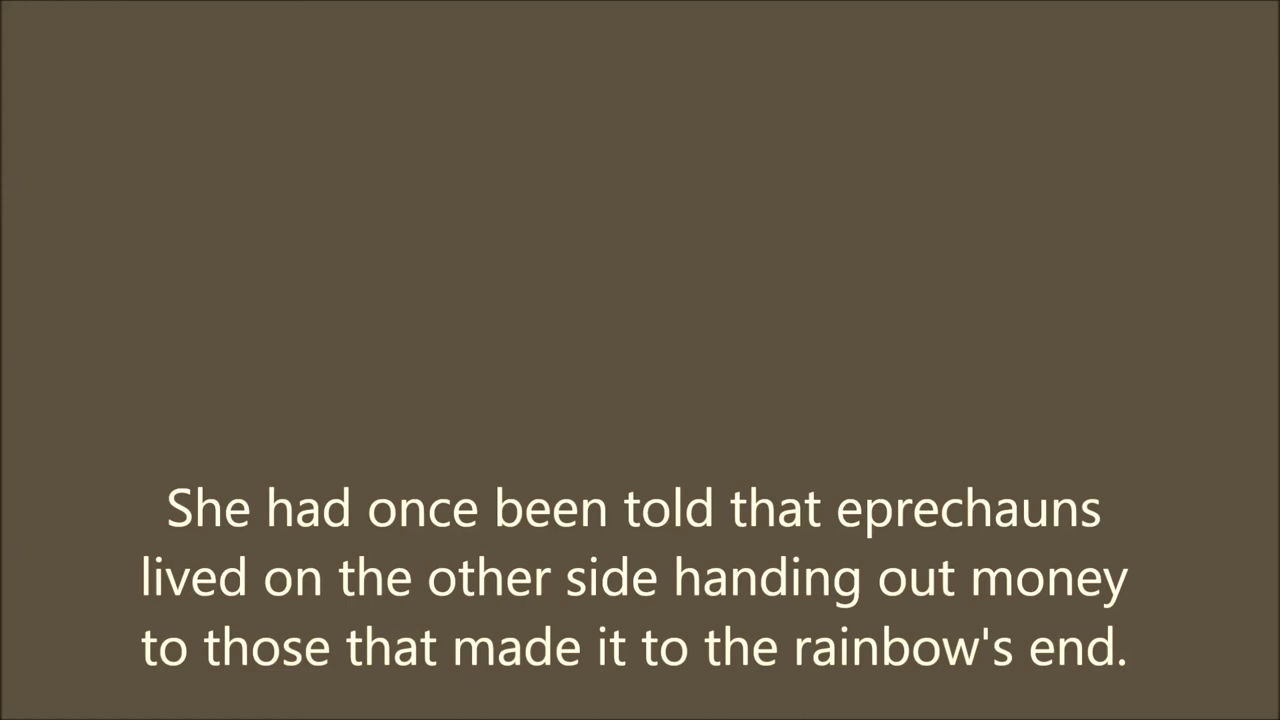 She had once been told that eprechauns
lived on the other side handing out money
to those that made it to the rainbow's end.